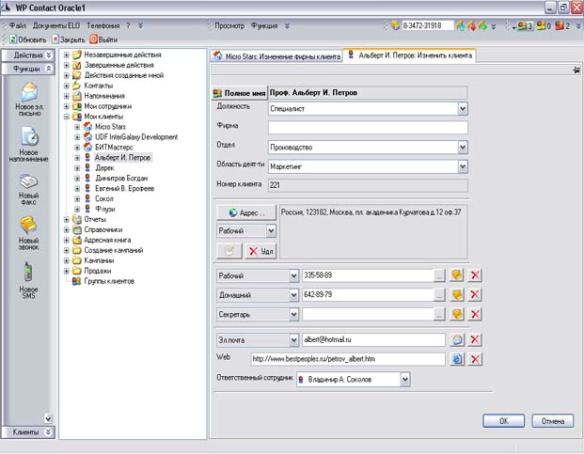 WP Contact Oracle1
Файл Документы ELO Телефония ? Просмотр Функция 8-3472-31918 3 0 2
Обновить Закрыть Выйти
Действия
Функции
Новое эл. письмо
Новое напоминание
Новый факс
Новый звонок
Новое SMS
Клиенты
Незавершенные действия
Завершенные действия
Действия созданные мной
Контакты
Напоминания
Мои сотрудники
Мои клиенты
Micro Stars
UDF InterGalaxy Development
БИТМастерс
Альберт И. Петров
Дерек
Димитров Богдан
Евгений В. Ерофеев
Сокол
Флузи
Отчеты
Справочники
Адресная книга
Создание кампаний
Кампании
Продажи
Группы клиентов
Micro Stars: Изменение фирмы клиента
Альберт И. Петров: Изменить клиента
Полное имя Проф. Альберт И. Петров
Должность Специалист
Фирма
Отдел Производство
Область деят-ти Маркетинг
Номер клиента 221
Адрес ... Россия, 123182, Москва, пл. академика Курчатова д 12 оф 37
Рабочий
Удл
Рабочий 335-58-89 ...
Домашний 642-89-79 ...
Секретарь ...
Эл.почта albert@hotmail.ru
Web http://www.bestpeoples.ru/petrov_albert.htm
Ответственный сотрудник Владимир А. Соколов
OK Отмена